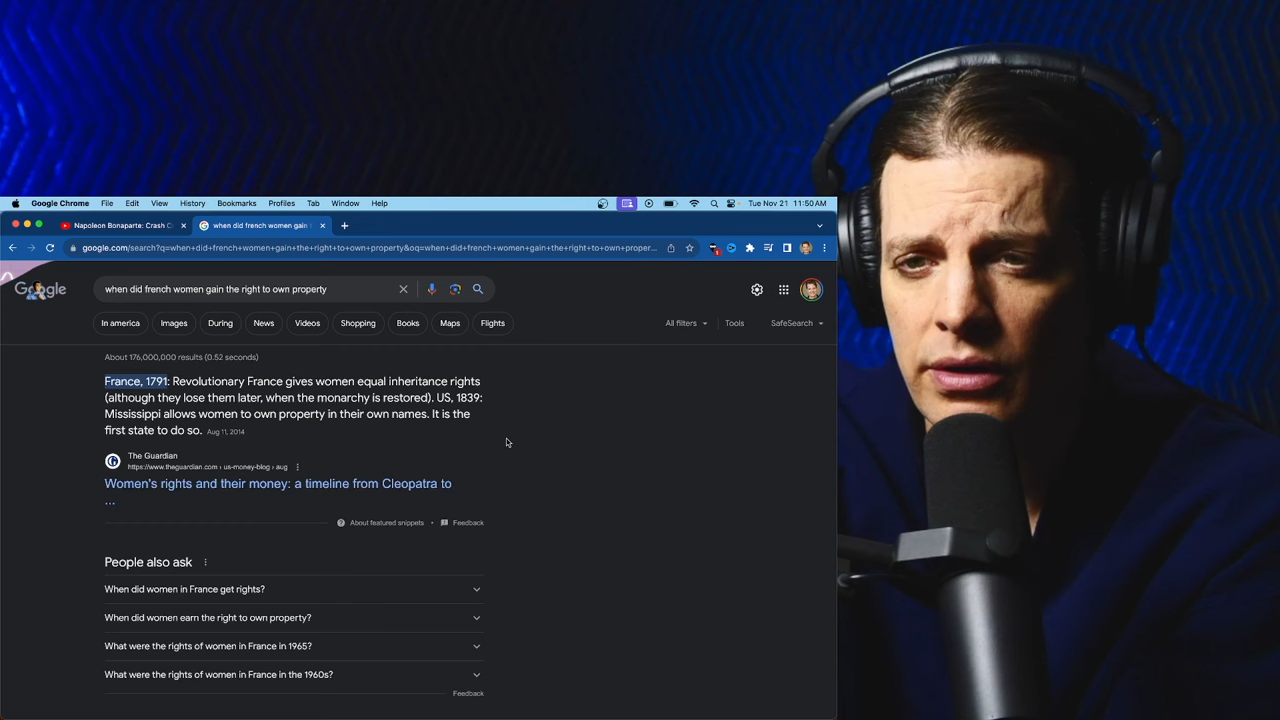 Google Chrome File Edit View History Bookmarks Profiles Tab Window Help Tue Nov 21 11:50AM
Napoleon Bonaparte: Crash C when did french women gain
google.com/search?q=when+did+french+women+gain+the+right+to+own+property&oq=when+did+french+women+gain+the+right+to+own+proper...
Google when did french women gain the right to own property
In america Images During News Videos Shopping Books Maps Flights All filters Tools SafeSearch
About 176,000,000 results (0.52 seconds)
France, 1791: Revolutionary France gives women equal inheritance rights
(although they lose them later, when the monarchy is restored). US, 1839:
Mississippi allows women to own property in their own names. It is the
first state to do so. Aug 11, 2014
The Guardian
https://www.theguardian.com › us-money-blog › aug
Women's rights and their money: a timeline from Cleopatra to
...
About featured snippets • Feedback
People also ask
When did women in France get rights?
When did women earn the right to own property?
What were the rights of women in France in 1965?
What were the rights of women in France in the 1960s?
Feedback